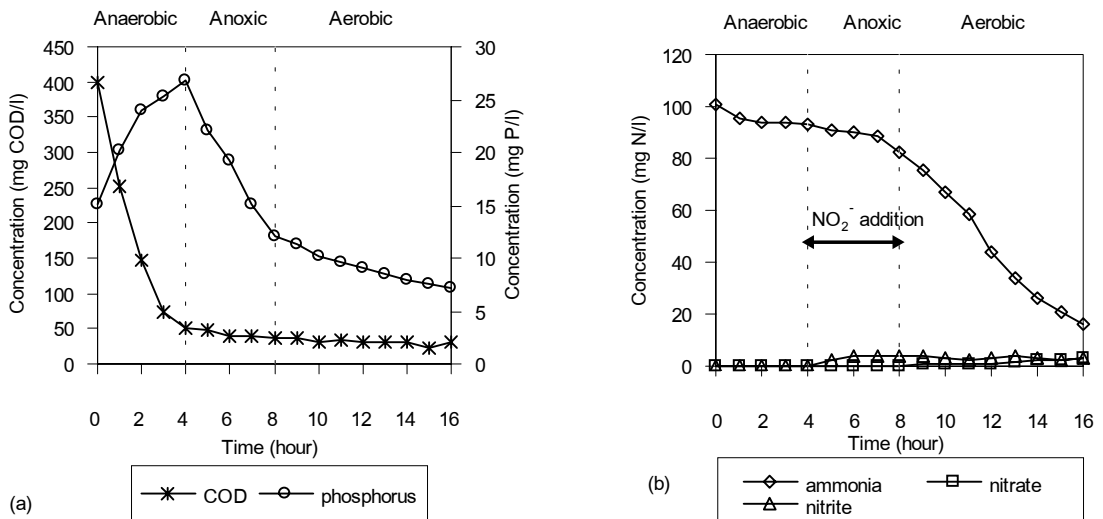 Anaerobic Anoxic Aerobic
450
400
350
300
250
200
150
100
50
0
Concentration (mg COD/l)
30
25
20
15
10
5
0
Concentration (mg P/l)
0 2 4 6 8 10 12 14 16
Time (hour)
COD phosphorus
(a)
Anaerobic Anoxic Aerobic
120
100
80
60
40
20
0
Concentration (mg N/l)
NO₂⁻ addition
0 2 4 6 8 10 12 14 16
Time (hour)
ammonia nitrate
nitrite
(b)